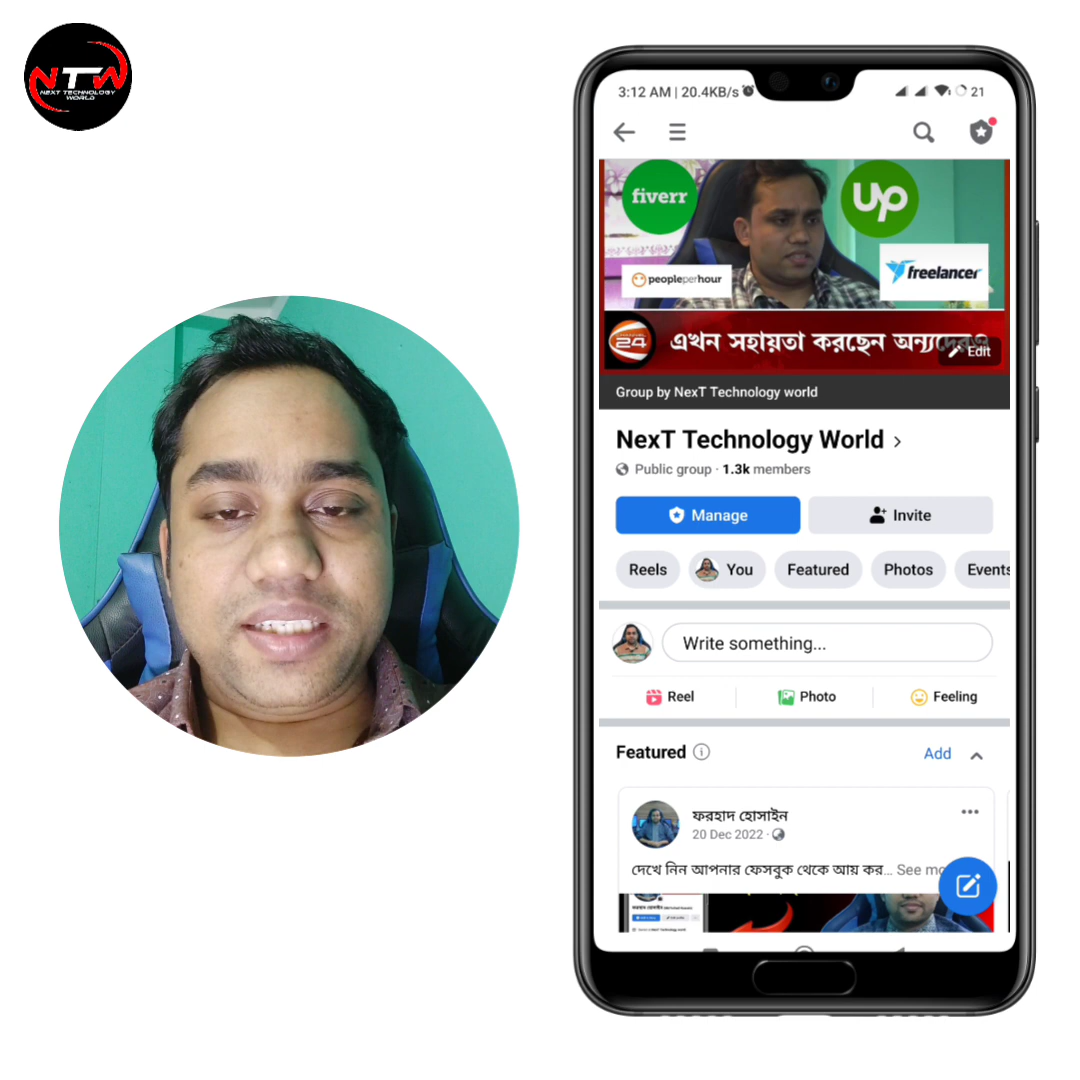 NTW
NEXT TECHNOLOGY
WORLD
3:12 AM | 20.4KB/s
21
fiverr
Up
peopleperhour
freelancer
24
এখন সহায়তা করছেন অন্যদেরও
Edit
Group by NexT Technology world
NexT Technology World >
Public group · 1.3k members
Manage
Invite
Reels
You
Featured
Photos
Events
Write something...
Reel
Photo
Feeling
Featured
Add
ফরহাদ হোসাইন
20 Dec 2022 ·
দেখে নিন আপনার ফেসবুক থেকে আয় কর... See mo